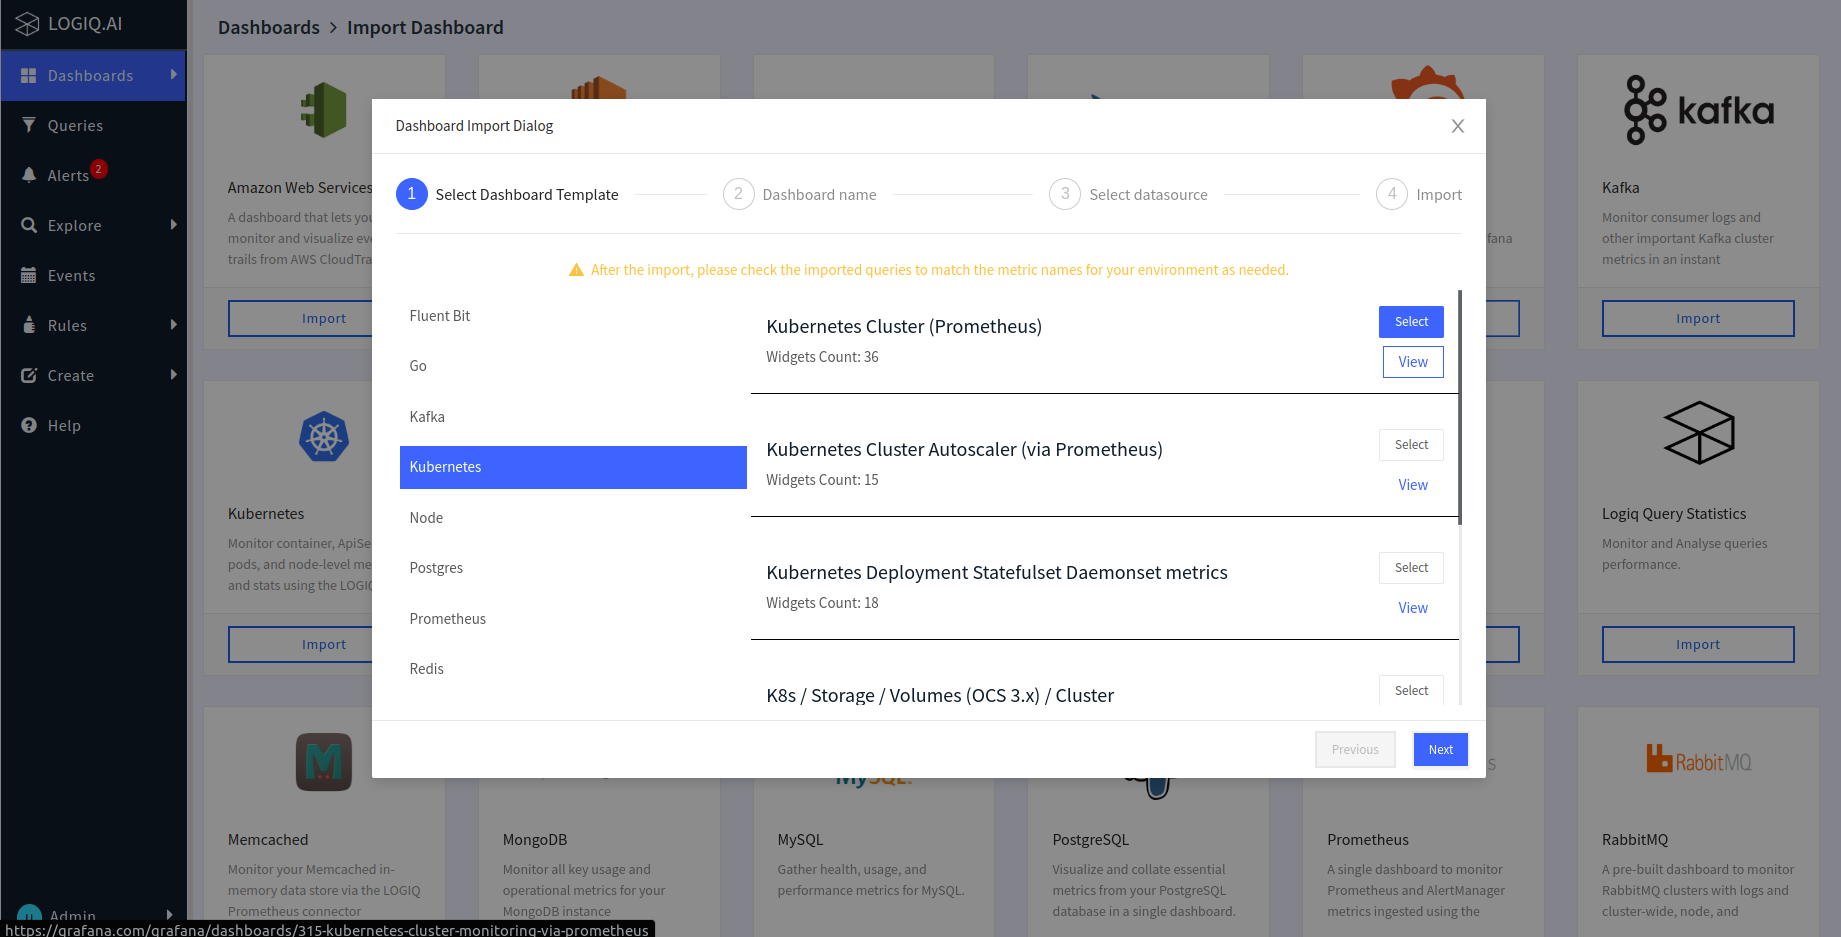 LOGIQ.AI
Dashboards
Queries
Alerts 2
Explore
Events
Rules
Create
Help
Admin
Dashboards > Import Dashboard
Amazon Web Services
A dashboard that lets you
monitor and visualize
trails from AWS
Import
fana
kafka
Kafka
Monitor consumer logs and
other important Kafka cluster
metrics in an instant
Import
Dashboard Import Dialog
X
1 Select Dashboard Template
2 Dashboard name
3 Select datasource
4 Import
After the import, please check the imported queries to match the metric names for your environment as needed.
Fluent Bit
Go
Kafka
Kubernetes
Node
Postgres
Prometheus
Redis
Kubernetes Cluster (Prometheus)
Widgets Count: 36
Select
View
Kubernetes Cluster Autoscaler (via Prometheus)
Widgets Count: 15
Select
View
Kubernetes Deployment Statefulset Daemonset metrics
Widgets Count: 18
Select
View
K8s / Storage / Volumes (OCS 3.x) / Cluster
Select
Previous
Next
Kubernetes
Monitor container,
pods, and node-level
and stats using the
Import
Logiq Query Statistics
Monitor and Analyse queries
performance.
Import
Memcached
Monitor your Memcached in-
memory data store via the LOGIQ
Prometheus connector
MongoDB
Monitor all key usage and
operational metrics for your
MongoDB instance
MySQL
MySQL
Gather health, usage, and
performance metrics for MySQL.
PostgreSQL
Visualize and collate essential
metrics from your PostgreSQL
database in a single dashboard.
s
Prometheus
A single dashboard to monitor
Prometheus and AlertManager
metrics ingested using the
RabbitMQ
RabbitMQ
A pre-built dashboard to monitor
RabbitMQ clusters with logs and
cluster-wide, node, and
https://grafana.com/grafana/dashboards/315-kubernetes-cluster-monitoring-via-prometheus